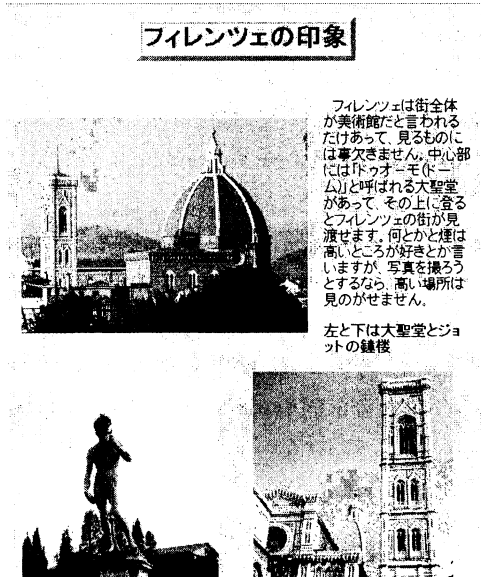 フィレンツェの印象
フィレンツェは街全体
が美術館だと言われる
だけあって、見るものに
は事欠きません。中心部
には「ドゥオーモ(ドー
ム)」と呼ばれる大聖堂
があって、その上に登る
とフィレンツェの街が見
渡せます。何とかと煙は
高いところが好きとか言
いますが、写真を撮ろう
とするなら、高い場所は
見のがせません。
左と下は大聖堂とジョ
ットの鐘楼